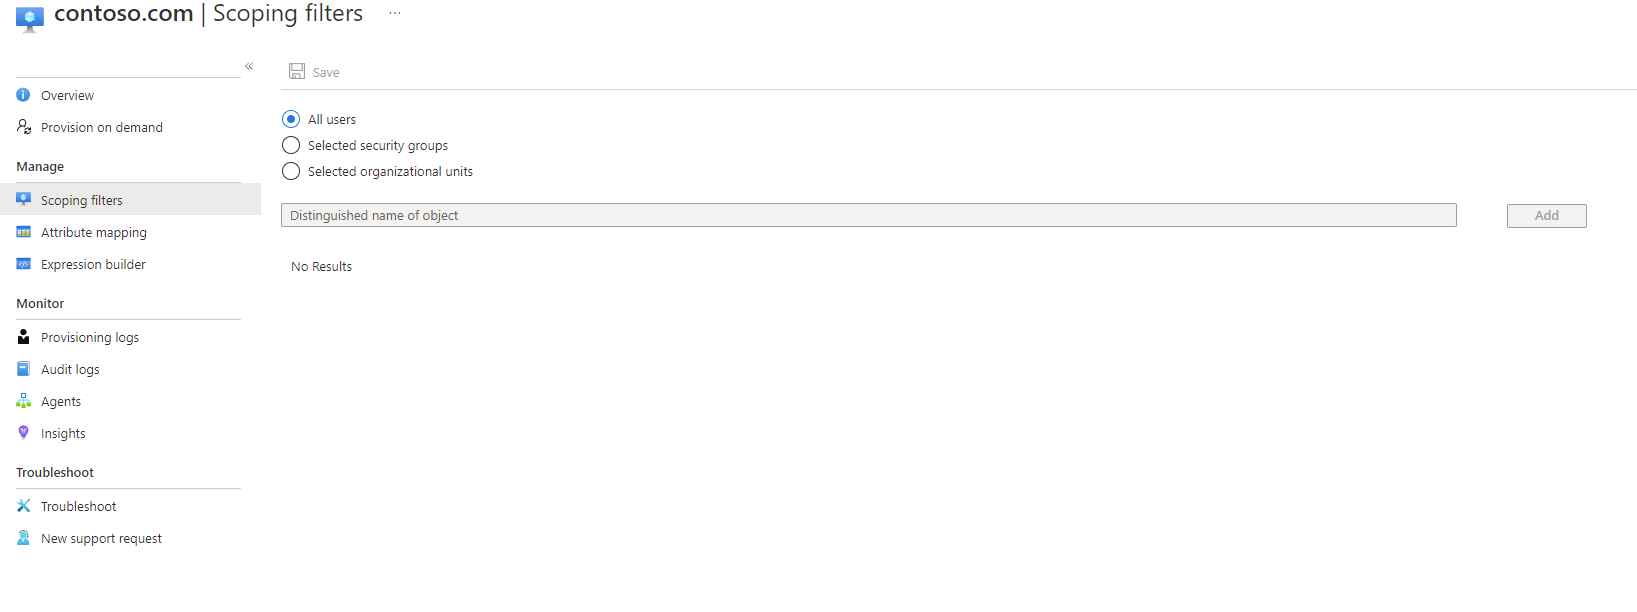 contoso.com | Scoping filters ...
«
Overview
Provision on demand
Manage
Scoping filters
Attribute mapping
Expression builder
Monitor
Provisioning logs
Audit logs
Agents
Insights
Troubleshoot
Troubleshoot
New support request
Save
All users
Selected security groups
Selected organizational units
Distinguished name of object
Add
No Results